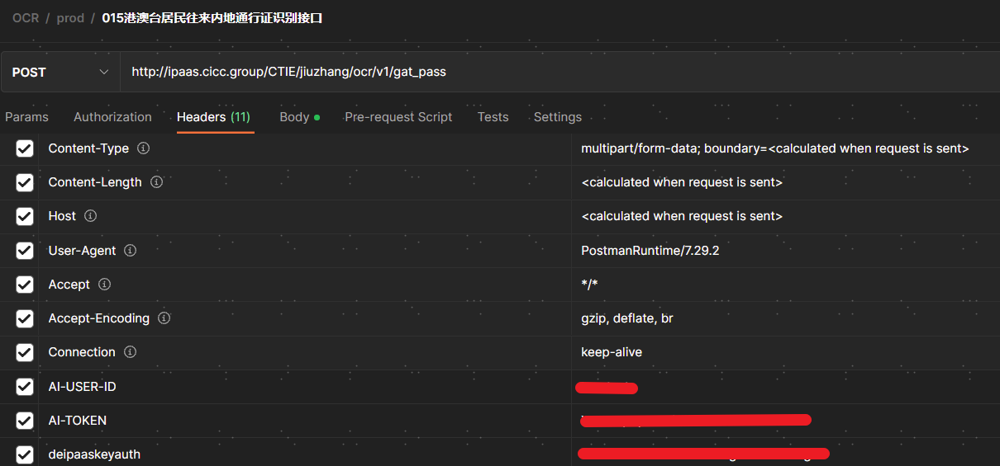 OCR / prod / 015港澳台居民往来内地通行证识别接口
POST http://ipaas.cicc.group/CTIE/jiuzhang/ocr/v1/gat_pass
Params Authorization Headers (11) Body Pre-request Script Tests Settings
Content-Type multipart/form-data; boundary=<calculated when request is sent>
Content-Length <calculated when request is sent>
Host <calculated when request is sent>
User-Agent PostmanRuntime/7.29.2
Accept */*
Accept-Encoding gzip, deflate, br
Connection keep-alive
AI-USER-ID
AI-TOKEN
deipaaskeyauth